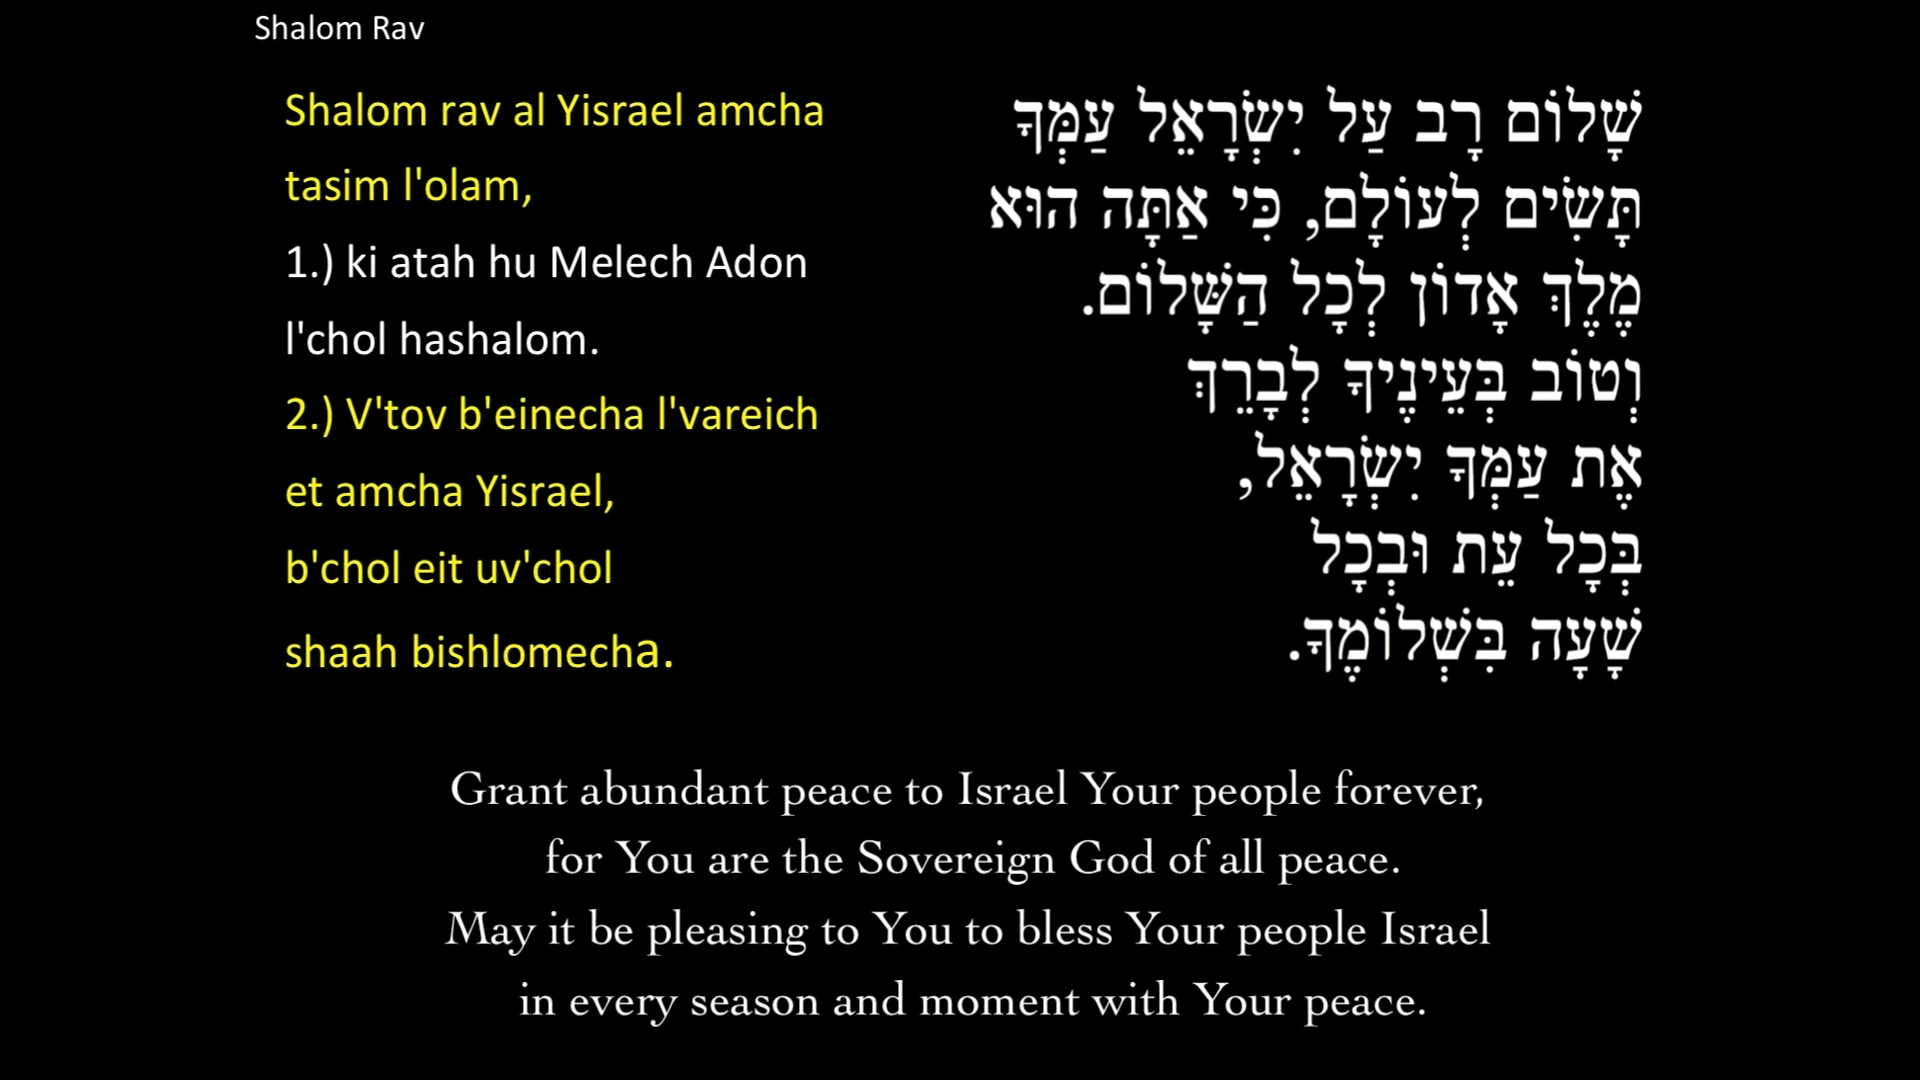 Shalom Rav
Shalom rav al Yisrael amcha
tasim l'olam,
1.) ki atah hu Melech Adon
l'chol hashalom.
2.) V'tov b'einecha l'vareich
et amcha Yisrael,
b'chol eit uv'chol
shaah bishlomecha.
שָׁלוֹם רָב עַל יִשְׂרָאֵל עַמְּךָ
תָּשִׂים לְעוֹלָם, כִּי אַתָּה הוּא
מֶלֶךְ אָדוֹן לְכָל הַשָּׁלוֹם.
וְטוֹב בְּעֵינֶיךָ לְבָרֵךְ
אֶת עַמְּךָ יִשְׂרָאֵל,
בְּכָל עֵת וּבְכָל
שָׁעָה בִּשְׁלוֹמֶךָ.
Grant abundant peace to Israel Your people forever,
for You are the Sovereign God of all peace.
May it be pleasing to You to bless Your people Israel
in every season and moment with Your peace.